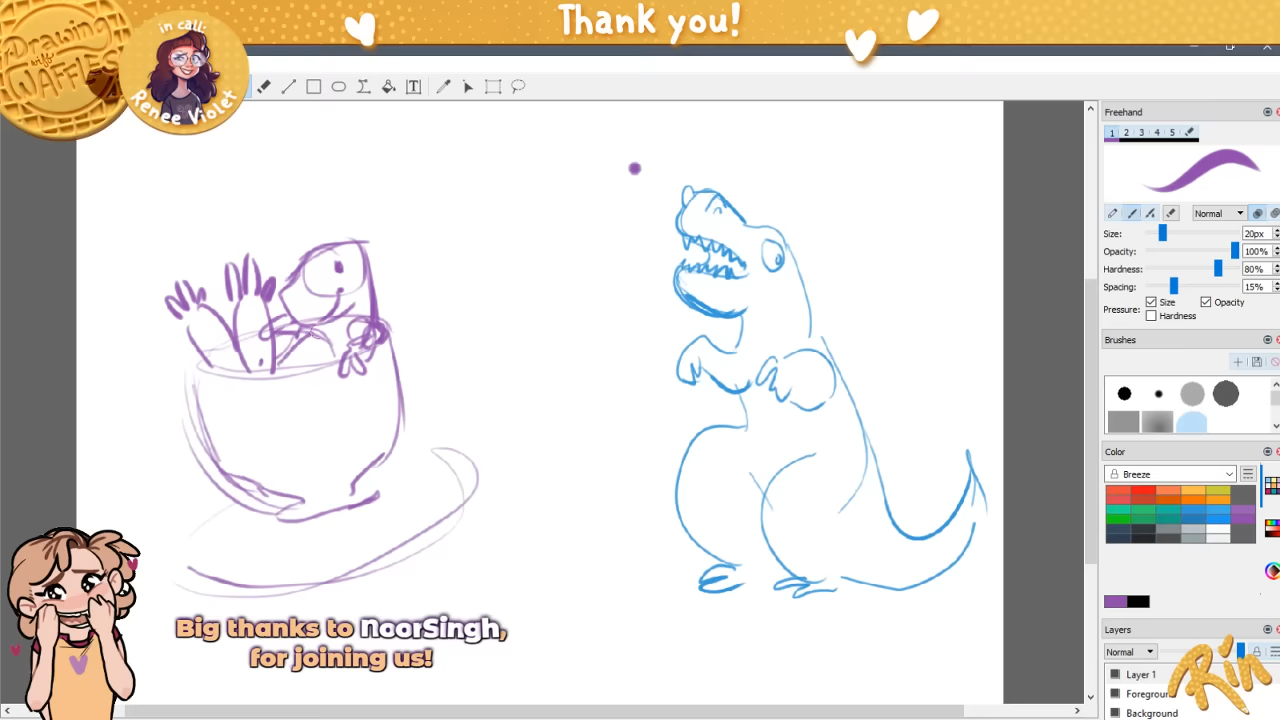 Thank you!
in call:
Drawing
with
WAFFLES
Renee Violet
Freehand
1 2 3 4 5
Normal
Size: 20px
Opacity: 100%
Hardness: 80%
Spacing: 15%
Pressure: Size Opacity
Hardness
Brushes
Color
Breeze
Layers
Normal
Layer 1
Foregroun
Background
Rin
Big thanks to NoorSingh,
for joining us!